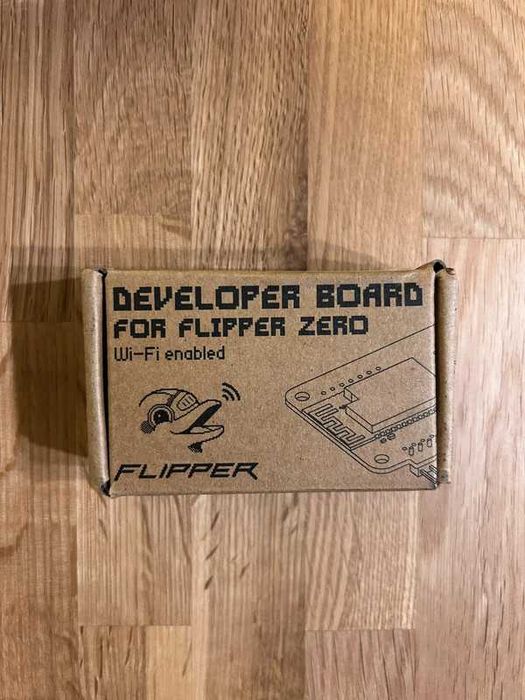 DEVELOPER BOARD
FOR FLIPPER ZERO
Wi-Fi enabled
FLIPPER